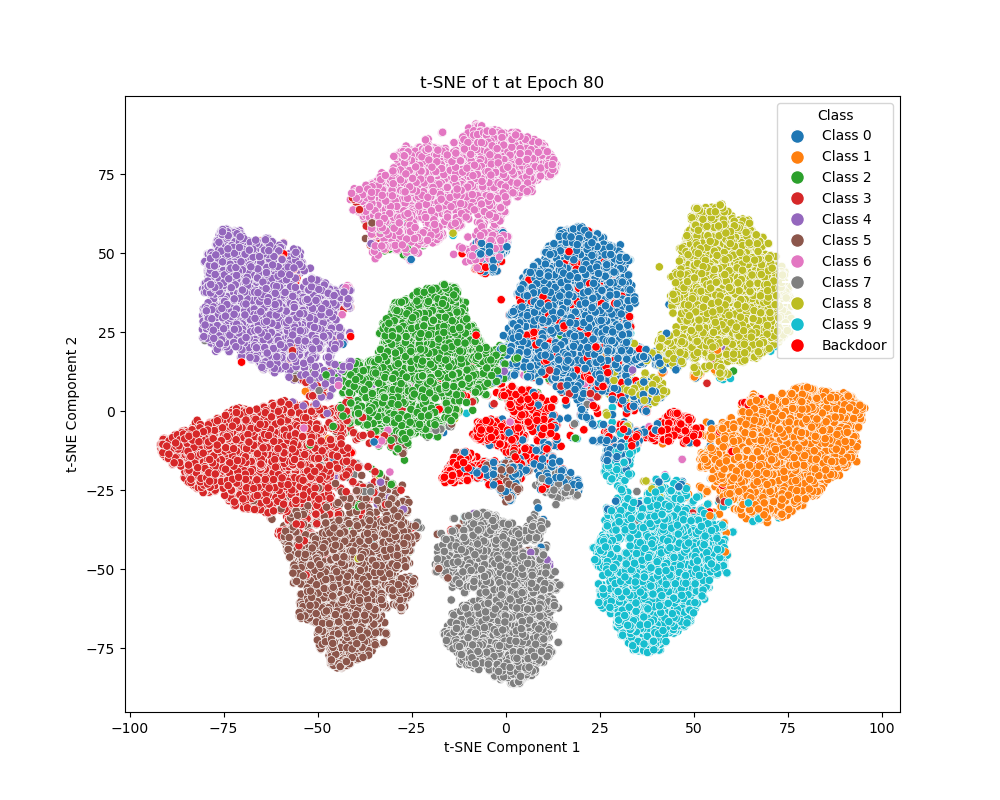 t-SNE of t at Epoch 80
Class
Class 0
Class 1
Class 2
Class 3
Class 4
Class 5
Class 6
Class 7
Class 8
Class 9
Backdoor
t-SNE Component 2
75
50
25
0
−25
−50
−75
−100
−75
−50
−25
0
25
50
75
100
t-SNE Component 1